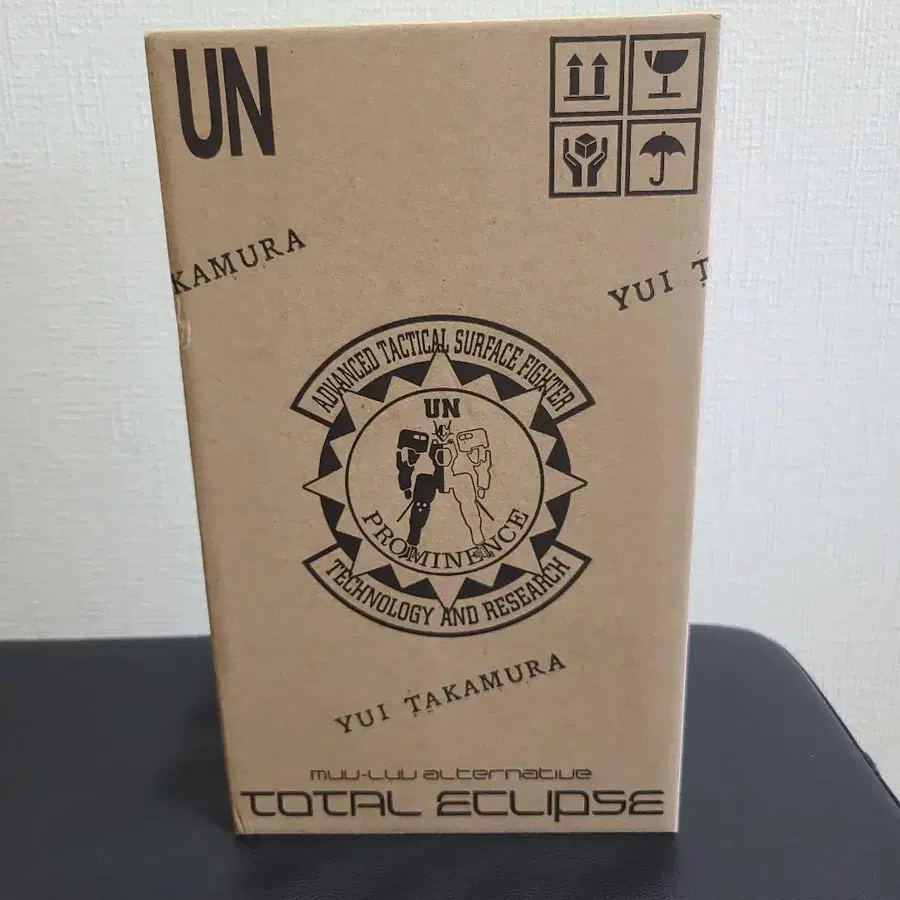 UN
KAMURA
YUI T
ADVANCED TACTICAL SURFACE FIGHTER
UN
PROMINENCE
TECHNOLOGY AND RESEARCH
YUI TAKAMURA
muv-luv alternative
TOTAL ECLIPSE